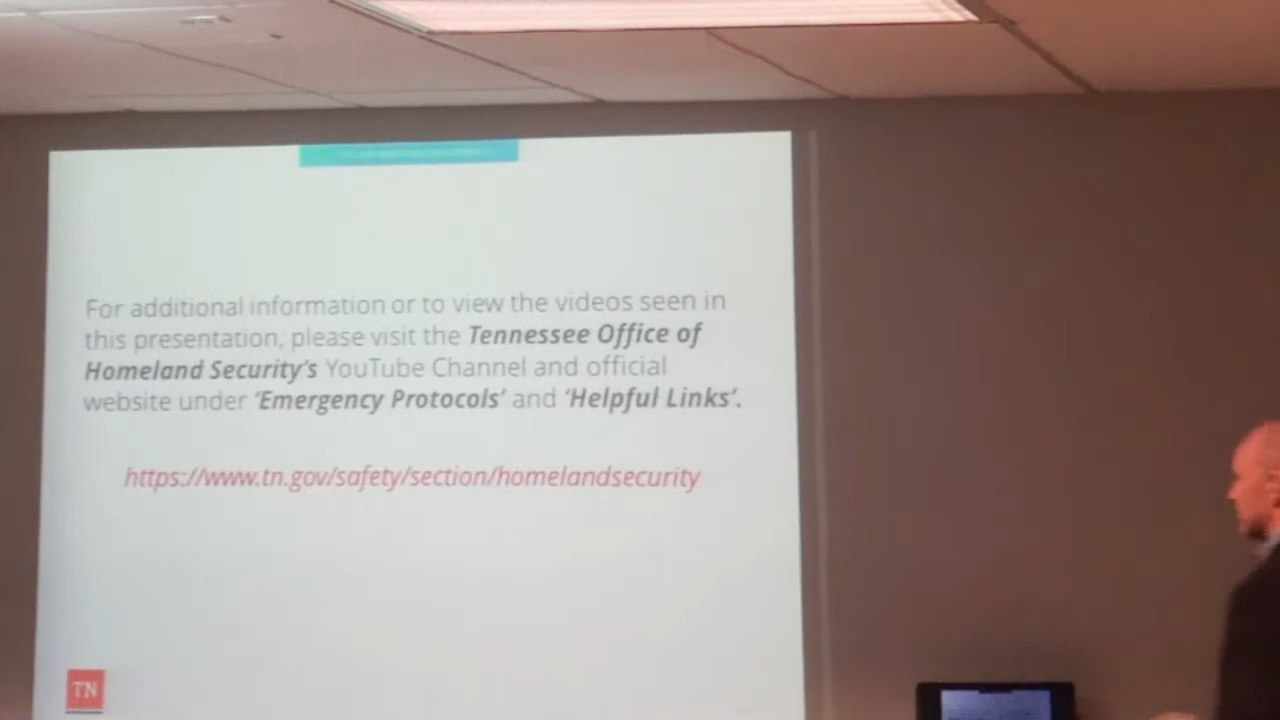 For additional information or to view the videos seen in
this presentation, please visit the Tennessee Office of
Homeland Security's YouTube Channel and official
website under 'Emergency Protocols' and 'Helpful Links'.
https://www.tn.gov/safety/section/homelandsecurity
TN